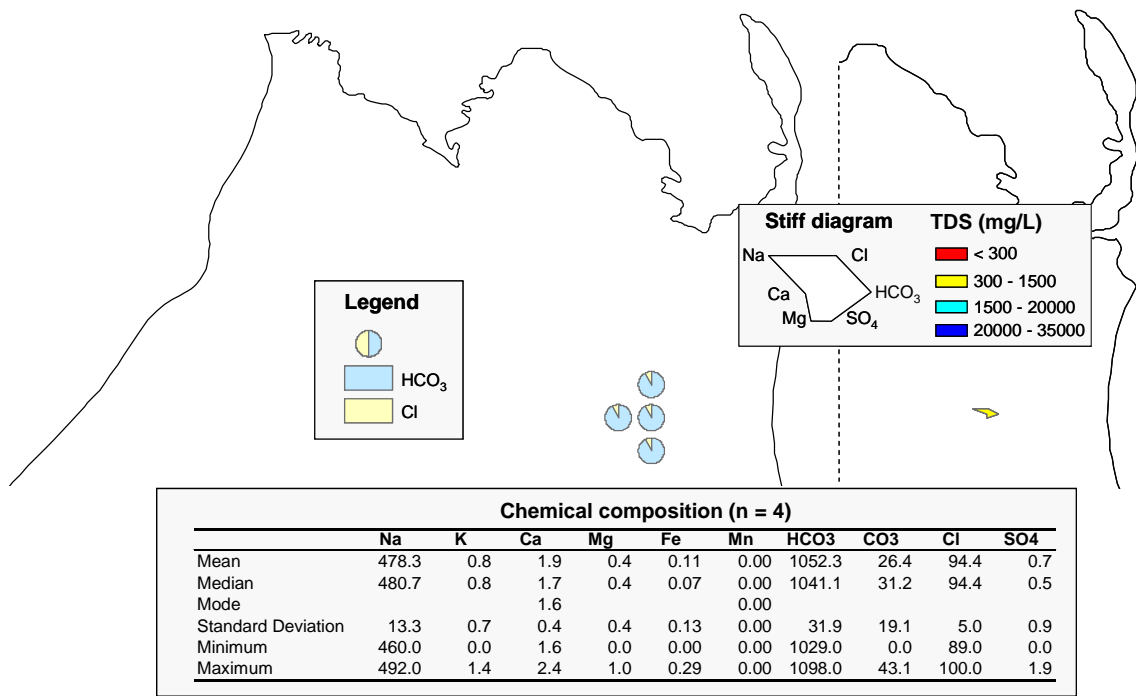 Stiff diagram
TDS (mg/L)
Na
Cl
Ca
HCO3
Mg
SO4
< 300
300 - 1500
1500 - 20000
20000 - 35000
Legend
HCO3
Cl
Chemical composition (n = 4)
Na K Ca Mg Fe Mn HCO3 CO3 Cl SO4
Mean 478.3 0.8 1.9 0.4 0.11 0.00 1052.3 26.4 94.4 0.7
Median 480.7 0.8 1.7 0.4 0.07 0.00 1041.1 31.2 94.4 0.5
Mode 1.6 0.00
Standard Deviation 13.3 0.7 0.4 0.4 0.13 0.00 31.9 19.1 5.0 0.9
Minimum 460.0 0.0 1.6 0.0 0.00 0.00 1029.0 0.0 89.0 0.0
Maximum 492.0 1.4 2.4 1.0 0.29 0.00 1098.0 43.1 100.0 1.9